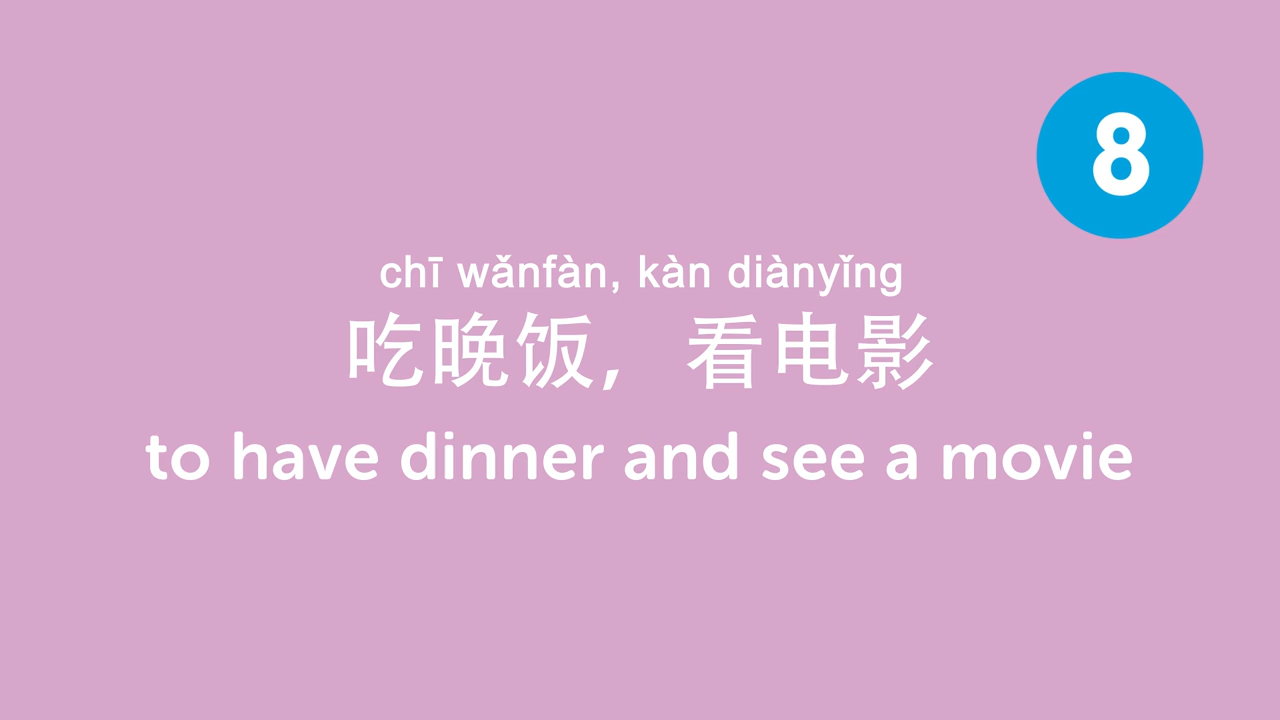 8
chī wǎnfàn, kàn diànyǐng
吃晚饭，看电影
to have dinner and see a movie